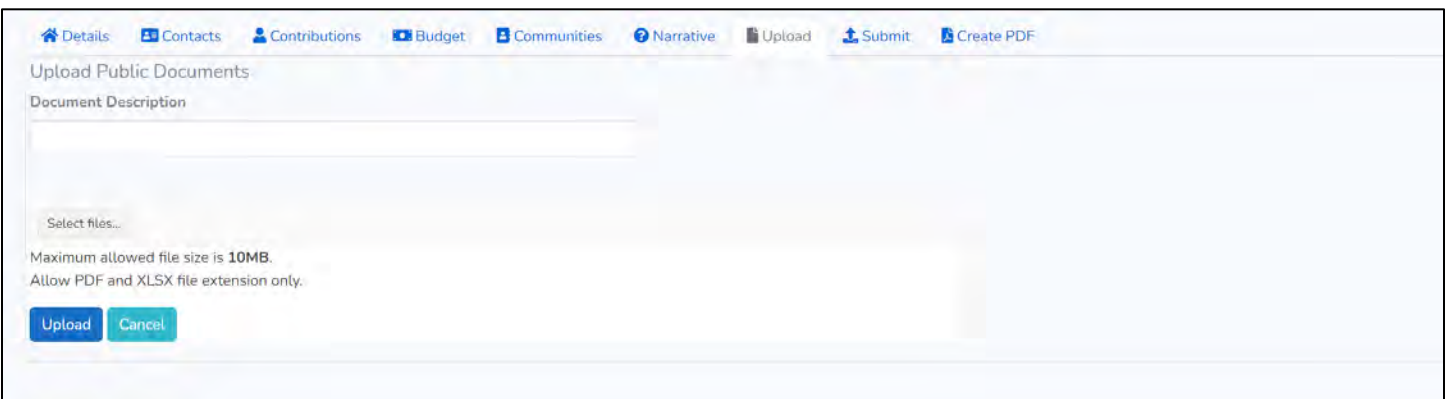 Details Contacts Contributions Budget Communities Narrative Upload Submit Create PDF
Upload Public Documents
Document Description
Select files...
Maximum allowed file size is 10MB.
Allow PDF and XLSX file extension only.
Upload Cancel